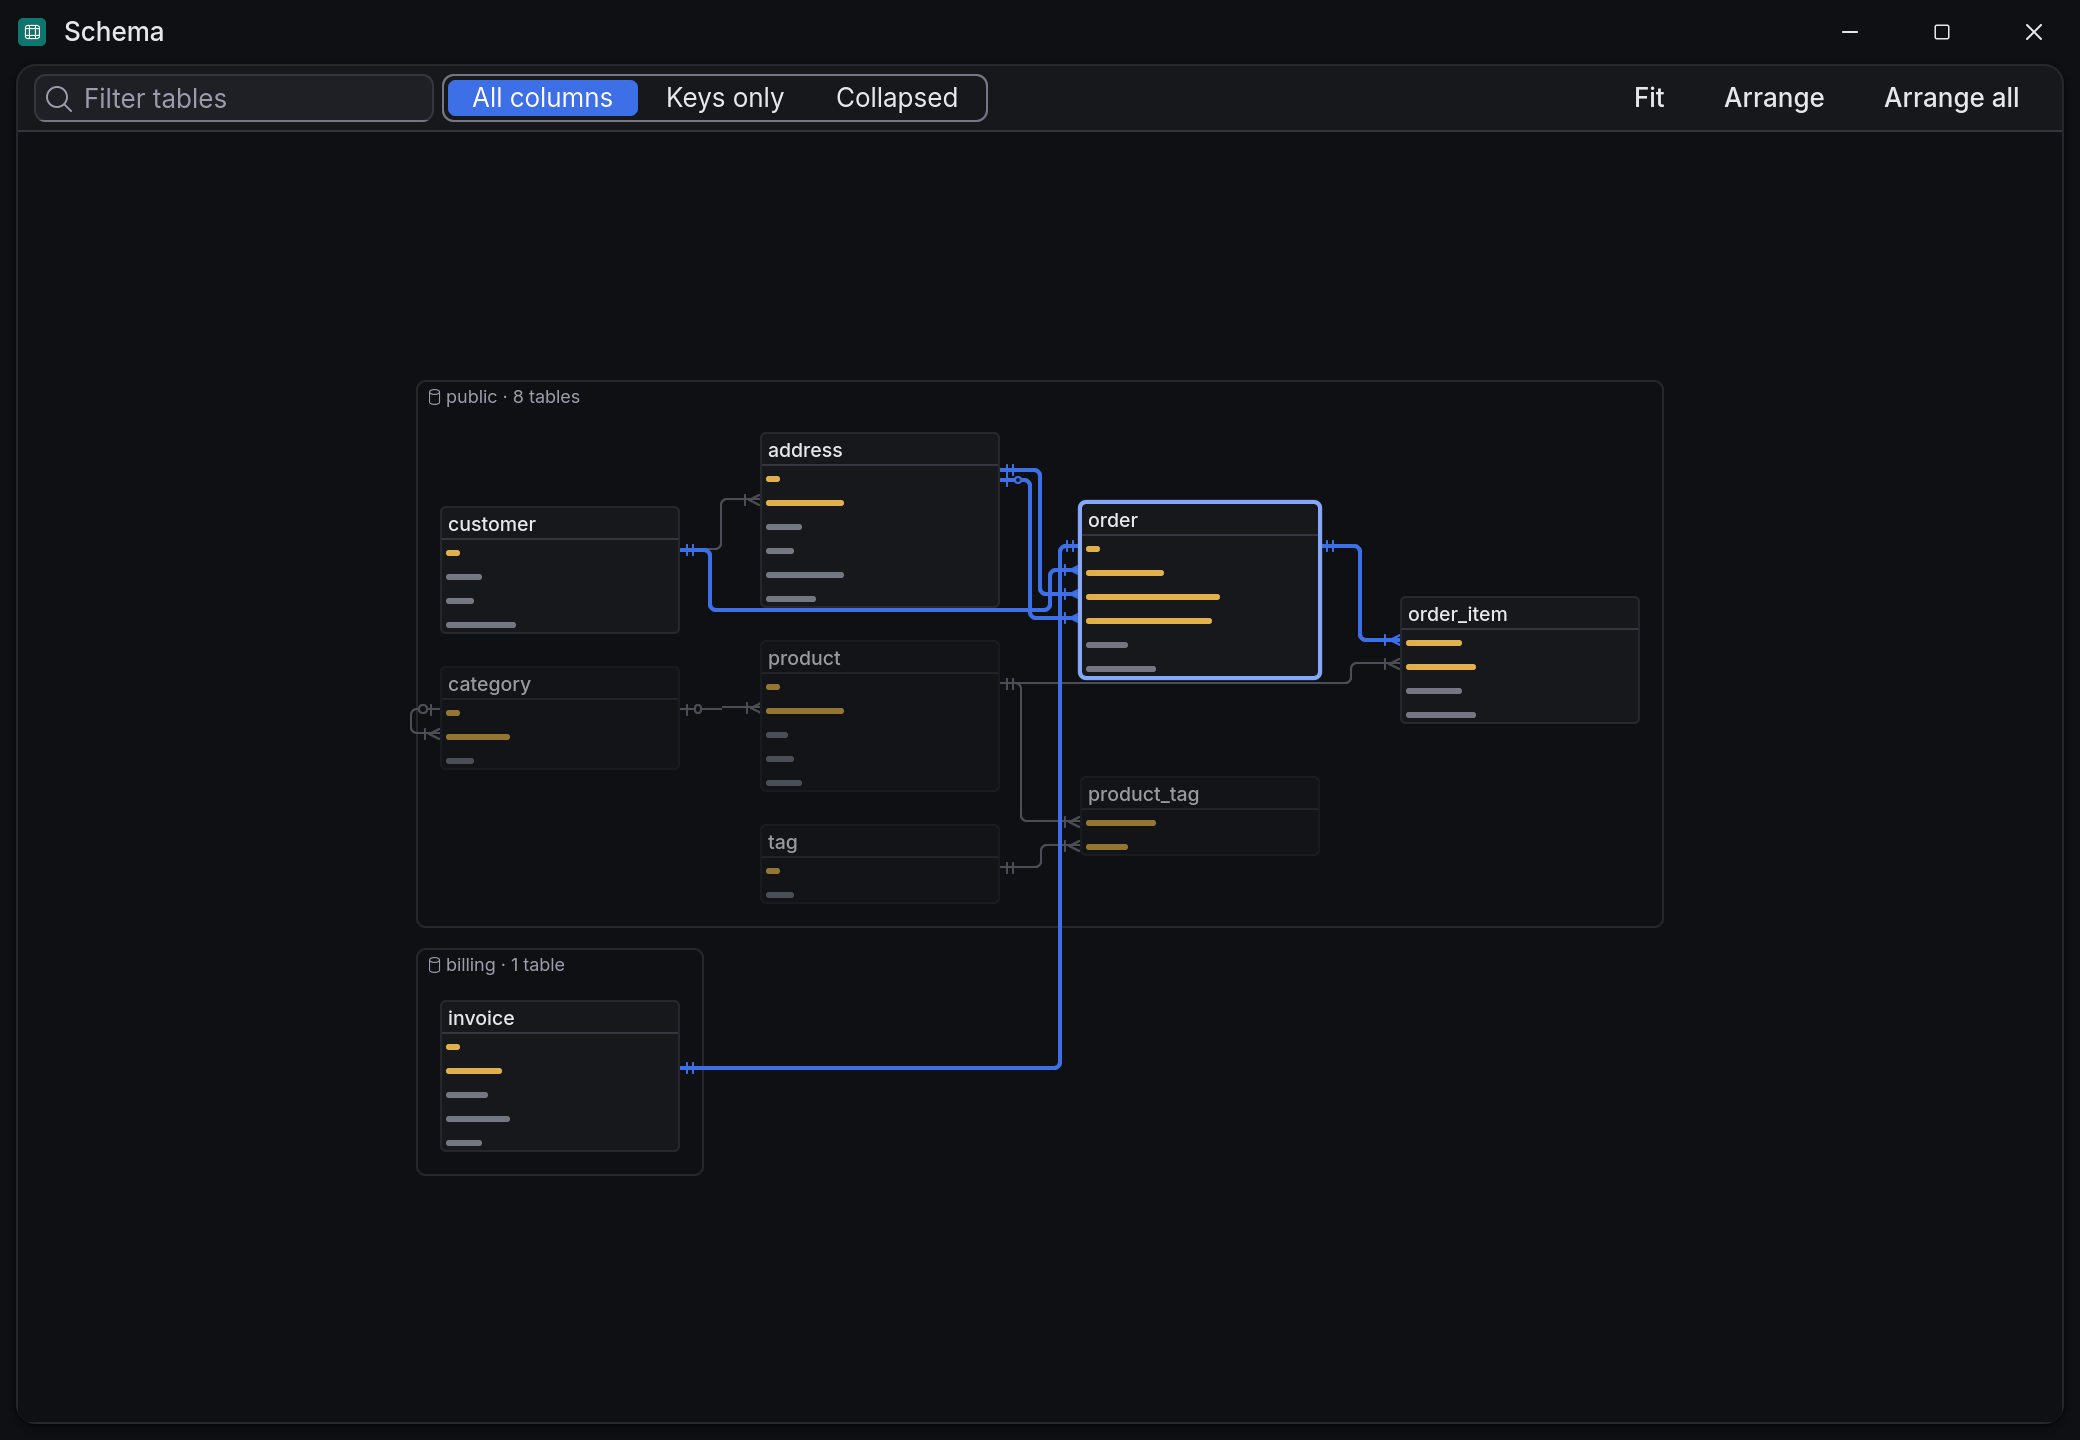 Schema
Filter tables
All columns
Keys only
Collapsed
Fit
Arrange
Arrange all
public · 8 tables
address
customer
order
order_item
product
category
product_tag
tag
billing · 1 table
invoice